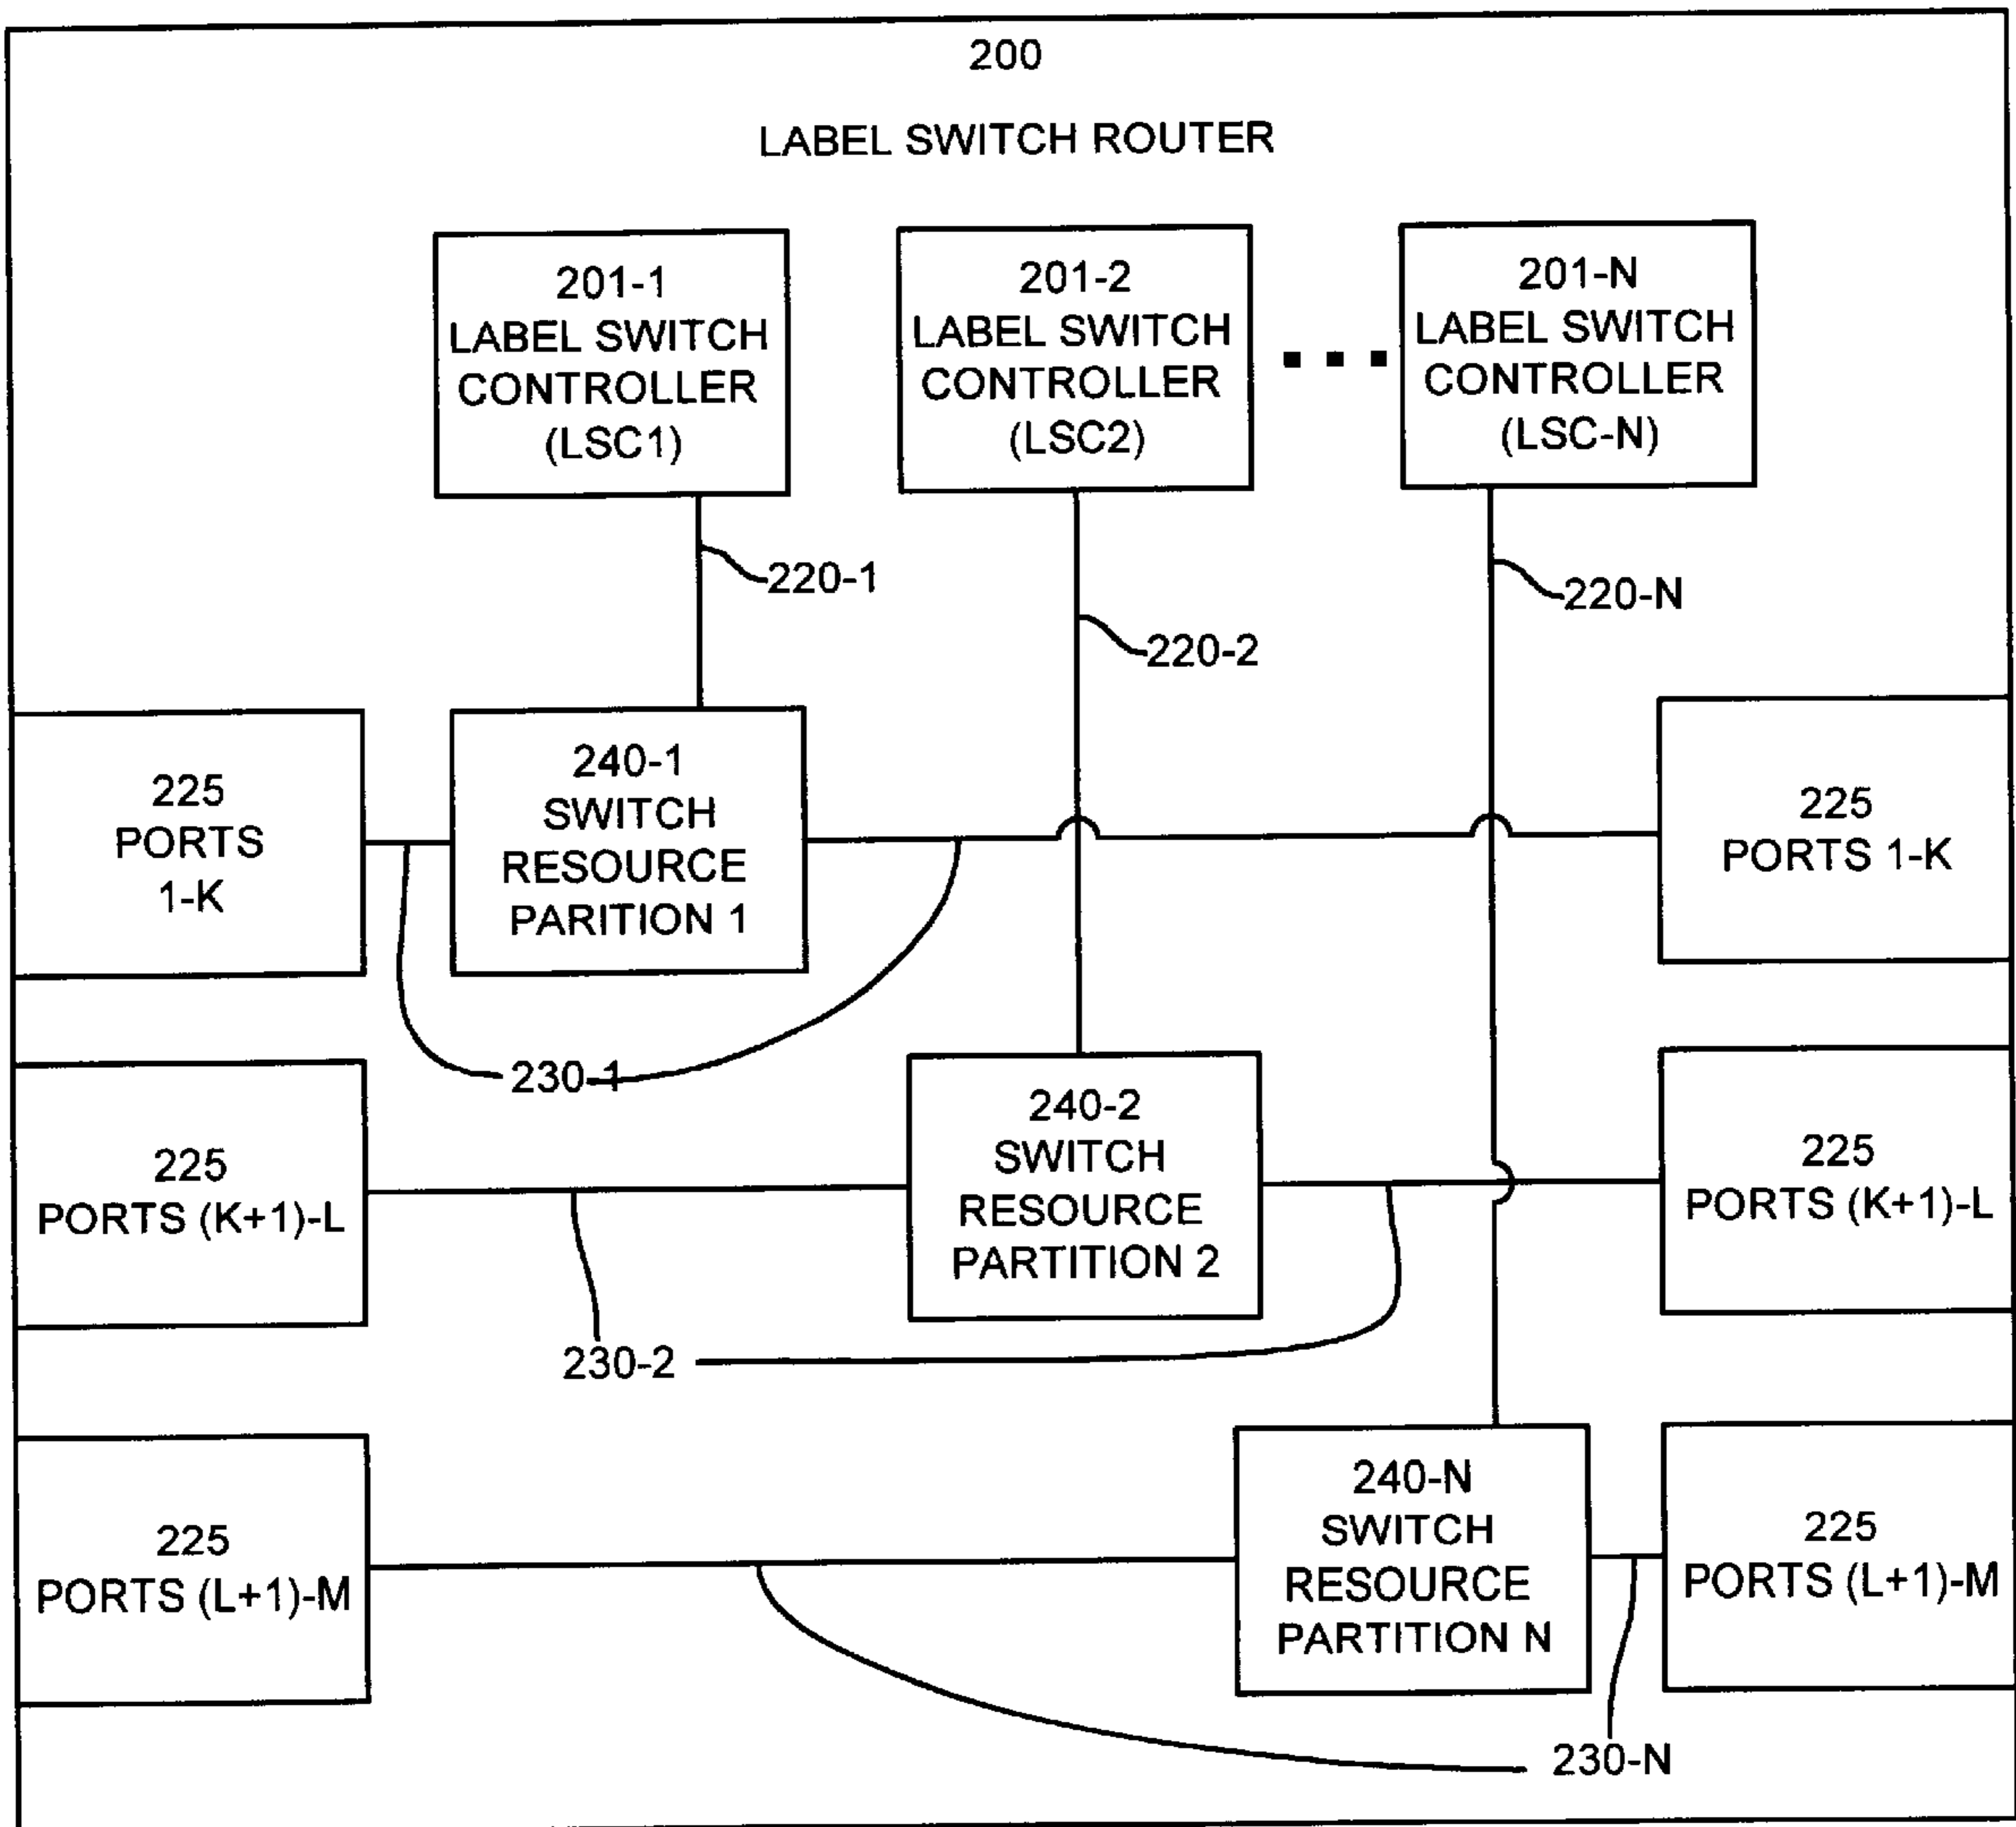 200
LABEL SWITCH ROUTER
201-1
LABEL SWITCH
CONTROLLER
(LSC1)
201-2
LABEL SWITCH
CONTROLLER
(LSC2)
201-N
LABEL SWITCH
CONTROLLER
(LSC-N)
220-1
220-2
220-N
225
PORTS
1-K
240-1
SWITCH
RESOURCE
PARITION 1
225
PORTS 1-K
230-1
225
PORTS (K+1)-L
240-2
SWITCH
RESOURCE
PARTITION 2
225
PORTS (K+1)-L
230-2
225
PORTS (L+1)-M
240-N
SWITCH
RESOURCE
PARTITION N
225
PORTS (L+1)-M
230-N